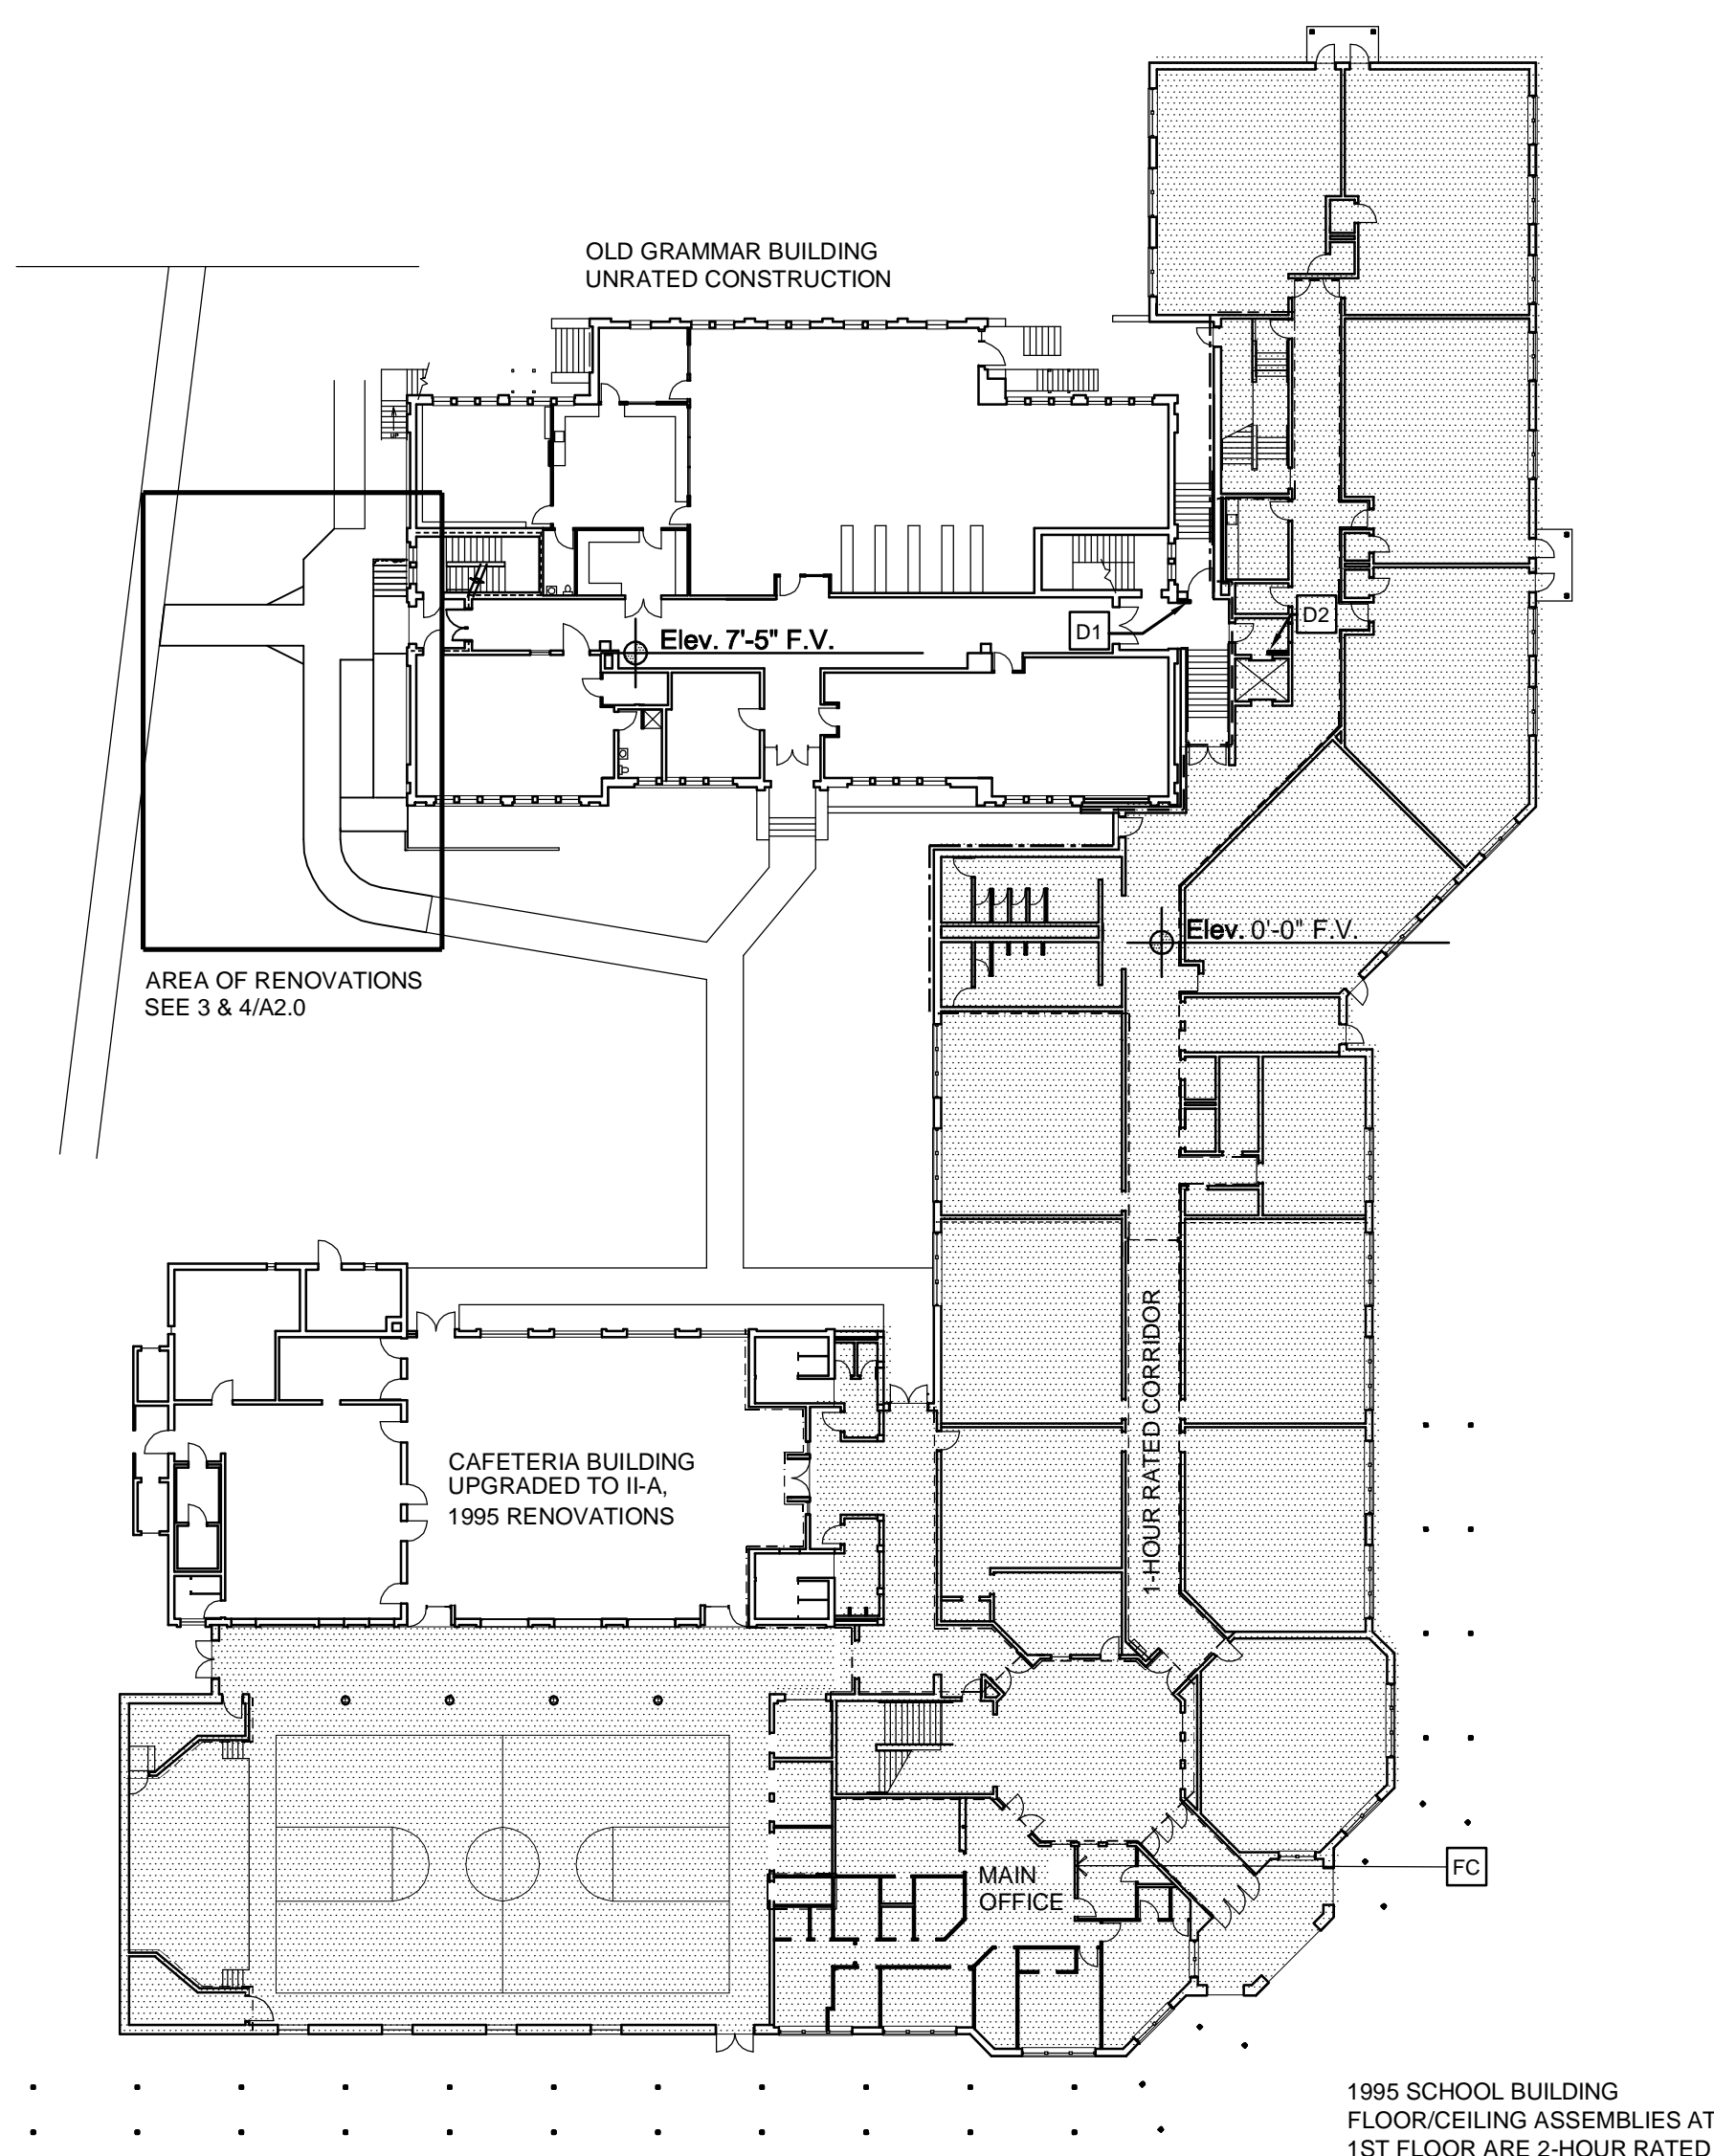 OLD GRAMMAR BUILDING
UNRATED CONSTRUCTION
UP
D1
D2
Elev. 7'-5" F.V.
Elev. 0'-0" F.V.
AREA OF RENOVATIONS
SEE 3 & 4/A2.0
1-HOUR RATED CORRIDOR
CAFETERIA BUILDING
UPGRADED TO II-A,
1995 RENOVATIONS
MAIN
OFFICE
FC
1995 SCHOOL BUILDING
FLOOR/CEILING ASSEMBLIES AT
1ST FLOOR ARE 2-HOUR RATED